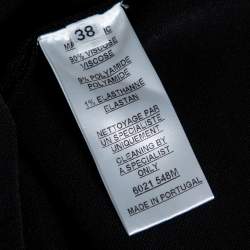 38
90% VISCOSE
VISCOSE
9% POLYAMIDE
POLYAMIDE
1% ELASTHANNE
ELASTAN
NETTOYAGE PAR
UN SPECIALISTE
UNIQUEMENT.
CLEANING BY
A SPECIALIST
ONLY
6021 548M
MADE IN PORTUGAL